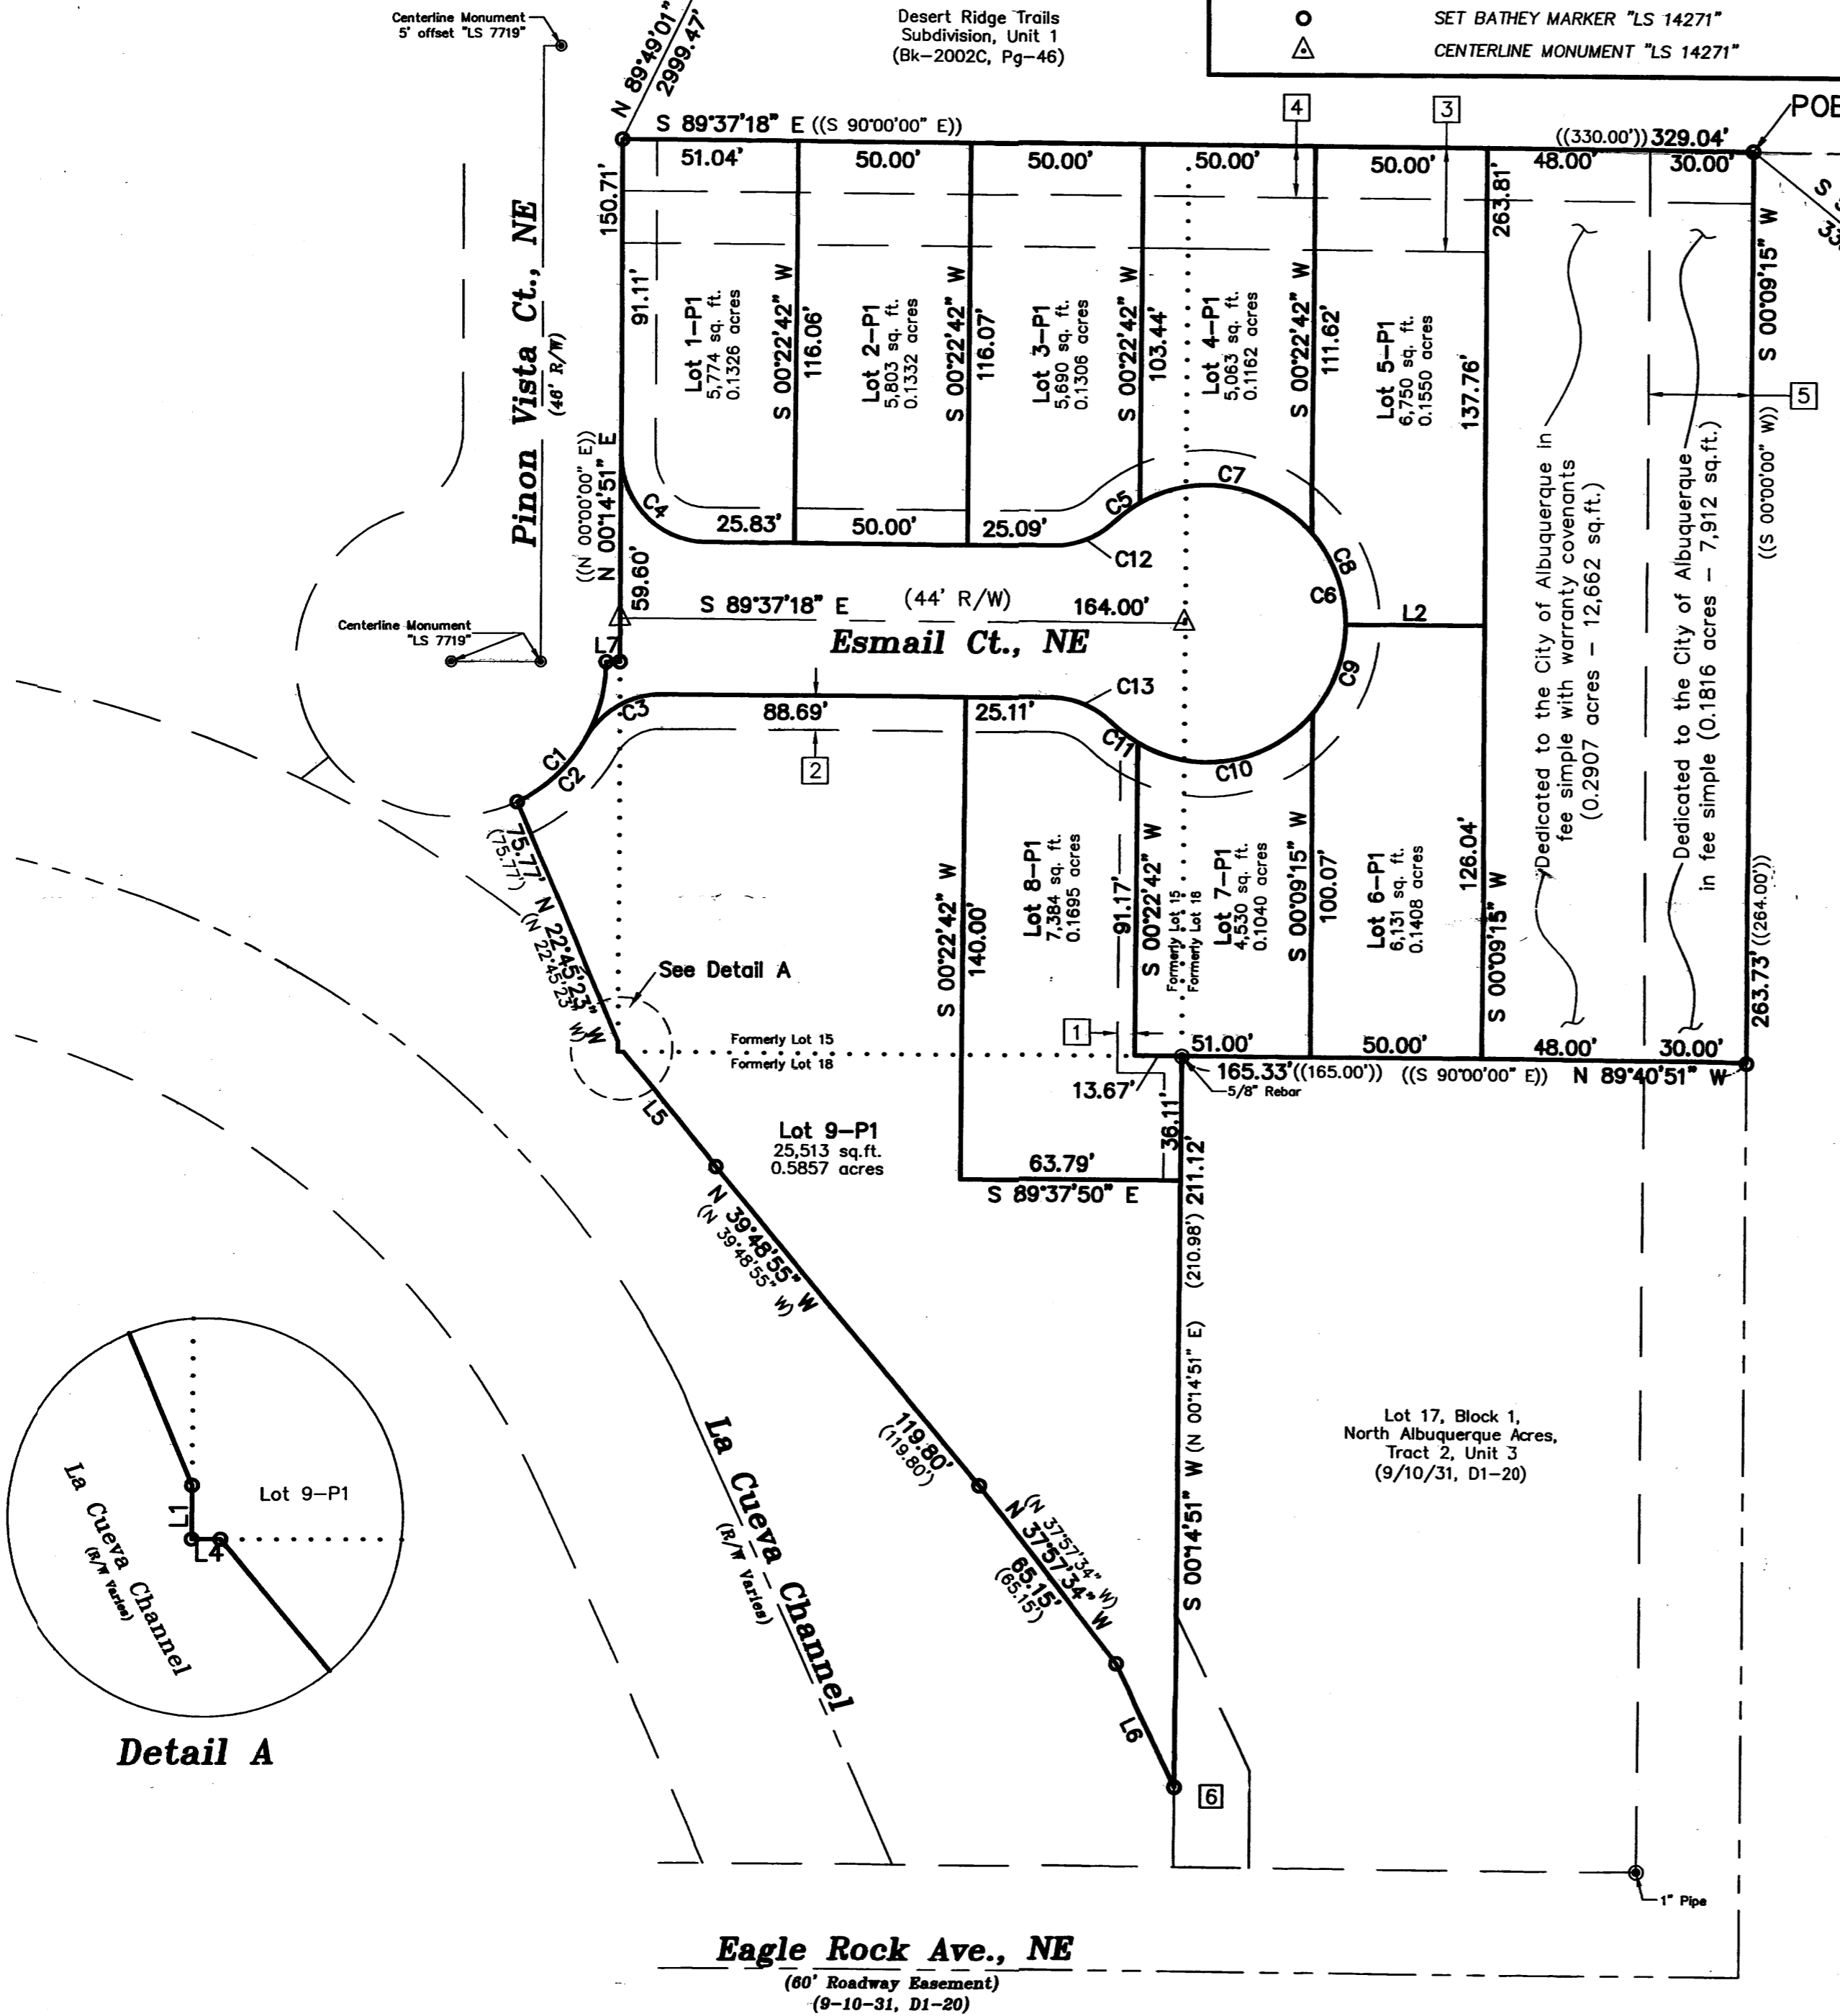 Centerline Monument
5' offset "LS 7719"
N 89°49'01"
2999.47'
Desert Ridge Trails
Subdivision, Unit 1
(Bk-2002C, Pg-46)
SET BATHEY MARKER "LS 14271"
CENTERLINE MONUMENT "LS 14271"
S 89°37'18" E ((S 90°00'00" E))
4
3
((330.00')) 329.04'
51.04'
50.00'
50.00'
50.00'
50.00'
48.00'
30.00'
150.71'
91.11'
Pinon Vista Ct., NE
(46' R/W)
((N 00°00'00" E))
N 00°14'51" E
59.60'
Lot 1-P1
5,774 sq. ft.
0.1326 acres
S 00°22'42" W
116.06'
Lot 2-P1
5,803 sq. ft.
0.1332 acres
S 00°22'42" W
116.07'
Lot 3-P1
5,690 sq. ft.
0.1306 acres
S 00°22'42" W
103.44'
Lot 4-P1
5,063 sq. ft.
0.1162 acres
S 00°22'42" W
111.62'
Lot 5-P1
6,750 sq. ft.
0.1550 acres
263.81'
137.76'
Dedicated to the City of Albuquerque in
fee simple with warranty covenants
(0.2907 acres - 12,662 sq.ft.)
Dedicated to the City of Albuquerque
in fee simple (0.1816 acres - 7,912 sq.ft.)
S 00°09'15" W
5
((S 00°00'00" W))
263.73' ((264.00'))
C4
25.83'
50.00'
25.09'
C5
C7
C12
C8
C6
C9
L2
S 89°37'18" E
(44' R/W)
164.00'
Esmail Ct., NE
Centerline Monument
"LS 7719"
L7
C3
88.69'
25.11'
C13
C11
C10
C1
C2
2
75.77'
(75.77')
N 22°45'23" W
(N 22°45'23" W)
See Detail A
Formerly Lot 15
Formerly Lot 18
S 00°22'42" W
140.00'
Lot 8-P1
7,384 sq. ft.
0.1695 acres
91.17'
S 00°22'42" W
Formerly Lot 15
Formerly Lot 16
Lot 7-P1
4,530 sq. ft.
0.1040 acres
S 00°09'15" W
100.07'
Lot 6-P1
6,131 sq. ft.
0.1408 acres
126.04'
S 00°09'15" W
1
51.00'
50.00'
48.00'
30.00'
13.67'
165.33' ((165.00')) ((S 90°00'00" E)) N 89°40'51" W
5/8" Rebar
36.11'
L5
Lot 9-P1
25,513 sq.ft.
0.5857 acres
63.79'
S 89°37'50" E
(210.98') 211.12'
S 00°14'51" W (N 00°14'51" E)
N 39°48'55" W
(N 39°48'55" W)
119.80'
(119.80')
(N 37°57'34" W)
N 37°57'34" W
65.15'
(65.15')
L6
6
Lot 17, Block 1,
North Albuquerque Acres,
Tract 2, Unit 3
(9/10/31, D1-20)
La Cueva Channel
(R/W Varies)
La Cueva Channel
(R/W Varies)
L1
L4
Lot 9-P1
Detail A
1" Pipe
Eagle Rock Ave., NE
(60' Roadway Easement)
(9-10-31, D1-20)